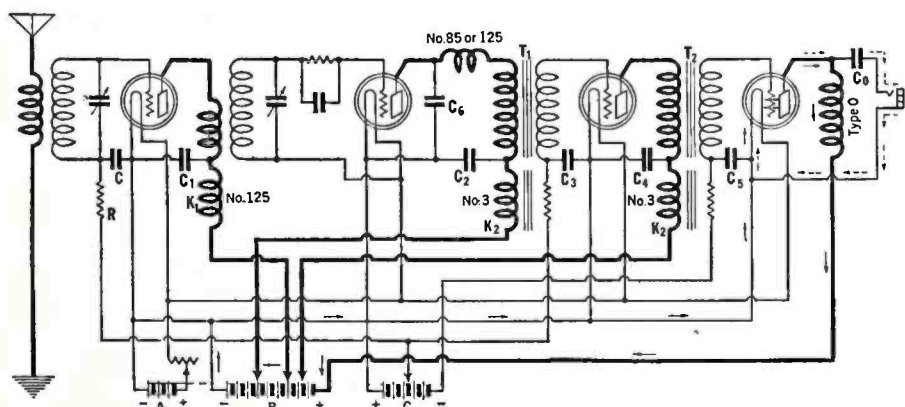 No.85 or 125
T1
T2
C0
Type O
C6
C
C1
No.125
K1
R
C2
No.3
K2
C3
C4
No.3
K2
C5
- A +
- B +
+ C -